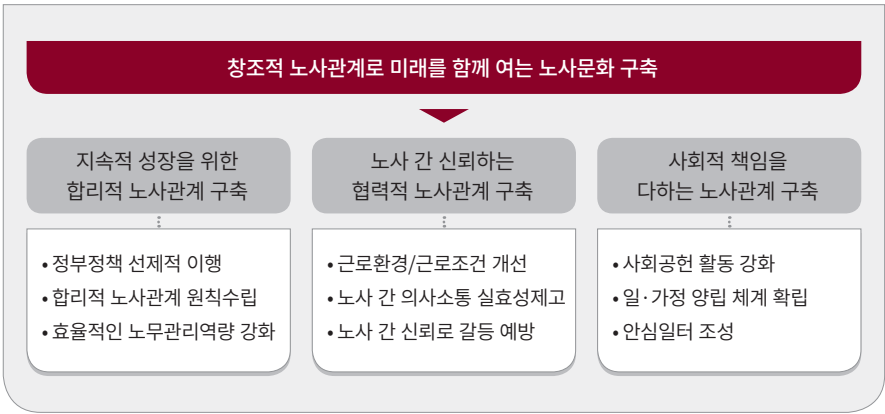 창조적 노사관계로 미래를 함께 여는 노사문화 구축
지속적 성장을 위한
합리적 노사관계 구축
• 정부정책 선제적 이행
• 합리적 노사관계 원칙수립
• 효율적인 노무관리역량 강화
노사 간 신뢰하는
협력적 노사관계 구축
• 근로환경/근로조건 개선
• 노사 간 의사소통 실효성제고
• 노사 간 신뢰로 갈등 예방
사회적 책임을
다하는 노사관계 구축
• 사회공헌 활동 강화
• 일·가정 양립 체계 확립
• 안심일터 조성